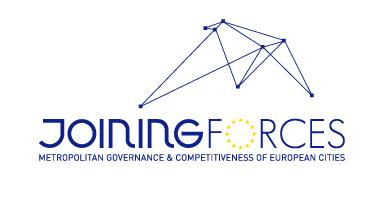 JOININGFORCES
METROPOLITAN GOVERNANCE & COMPETITIVENESS OF EUROPEAN CITIES